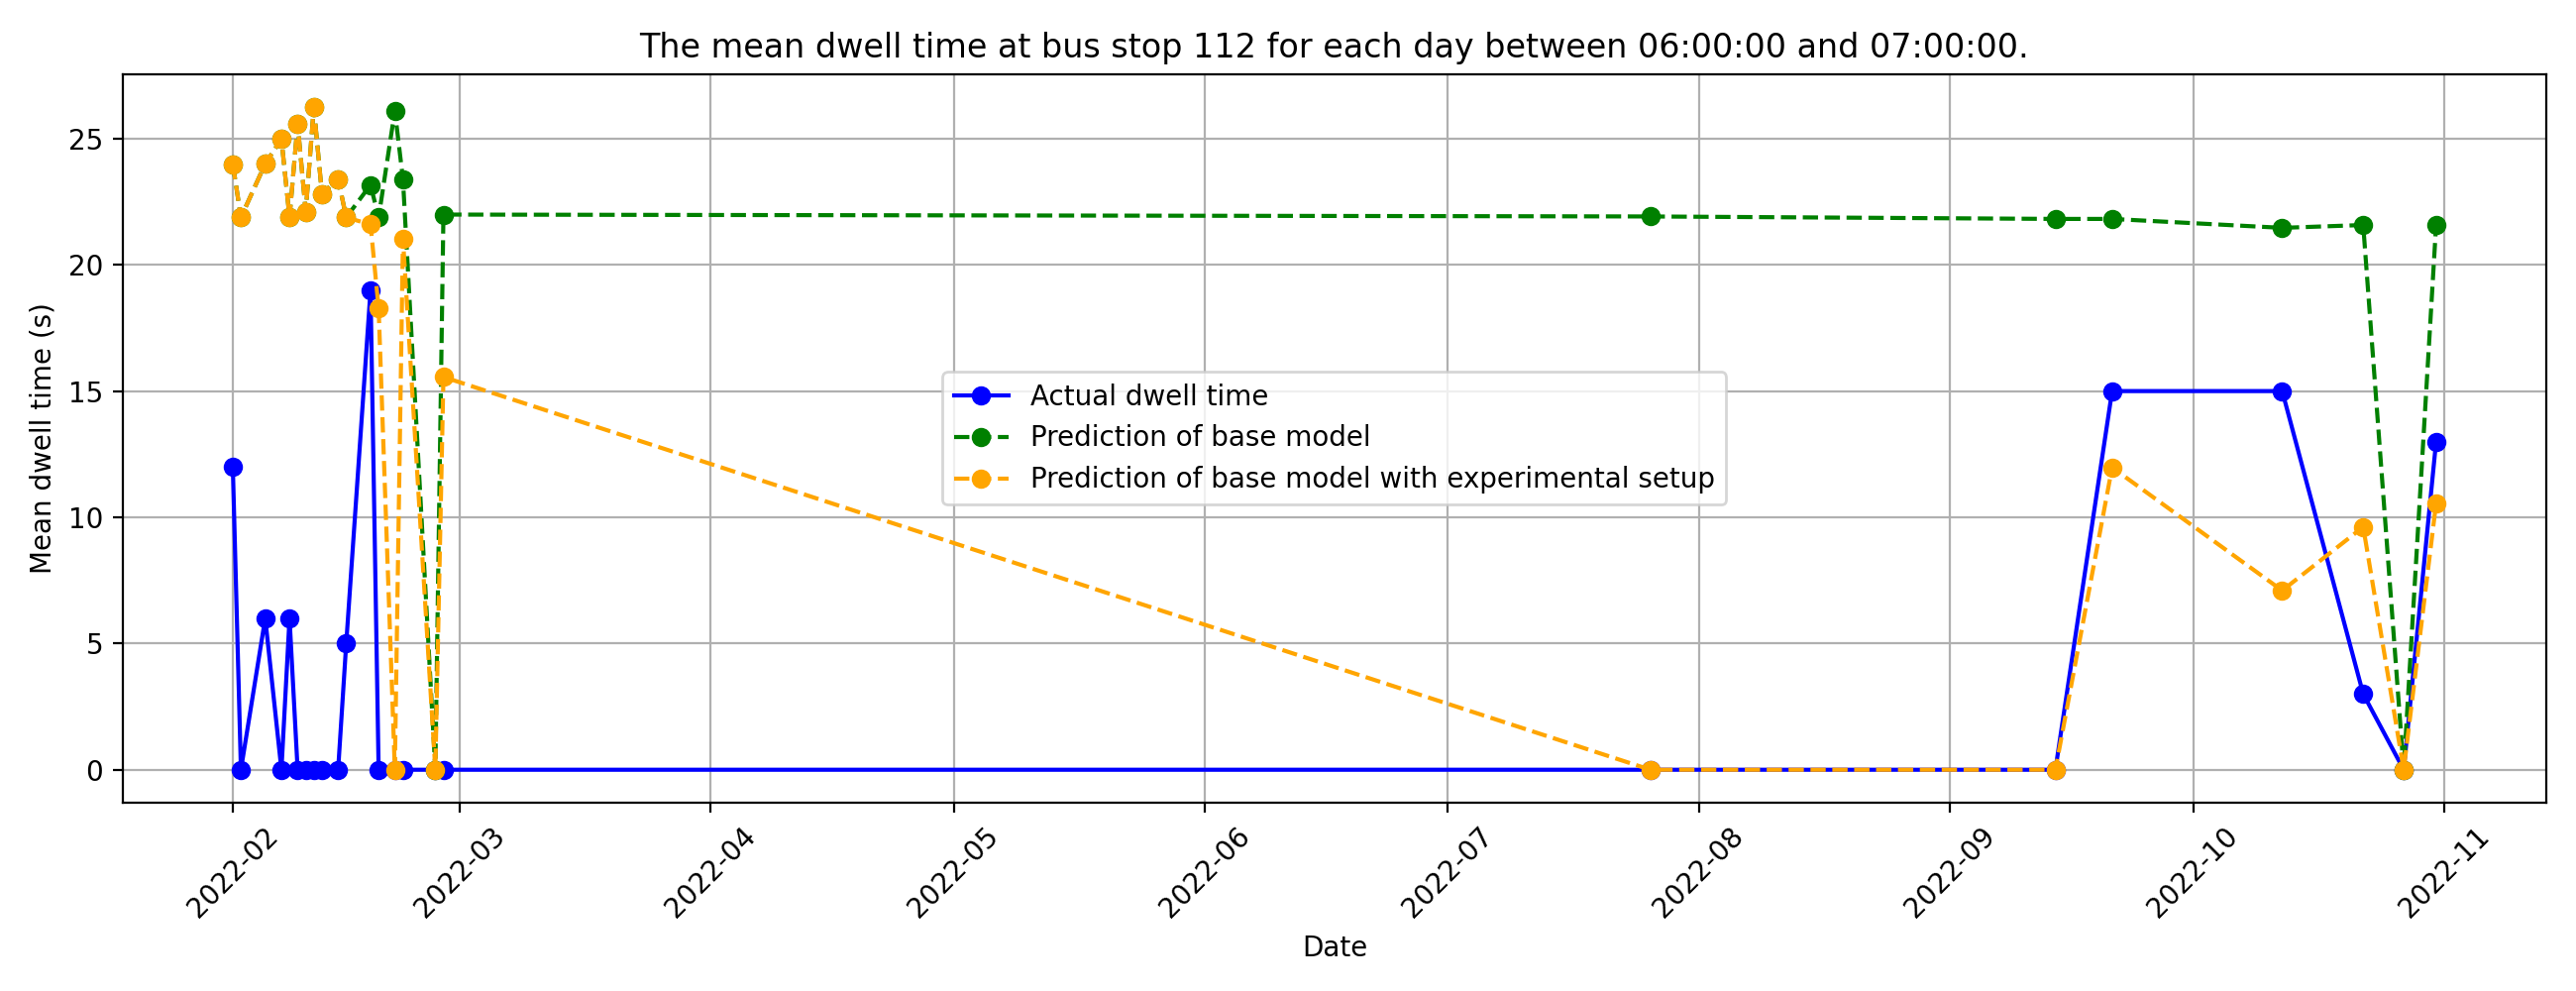 The mean dwell time at bus stop 112 for each day between 06:00:00 and 07:00:00.
Mean dwell time (s)
25
20
15
10
5
0
Actual dwell time
Prediction of base model
Prediction of base model with experimental setup
2022-02
2022-03
2022-04
2022-05
2022-06
2022-07
2022-08
2022-09
2022-10
2022-11
Date